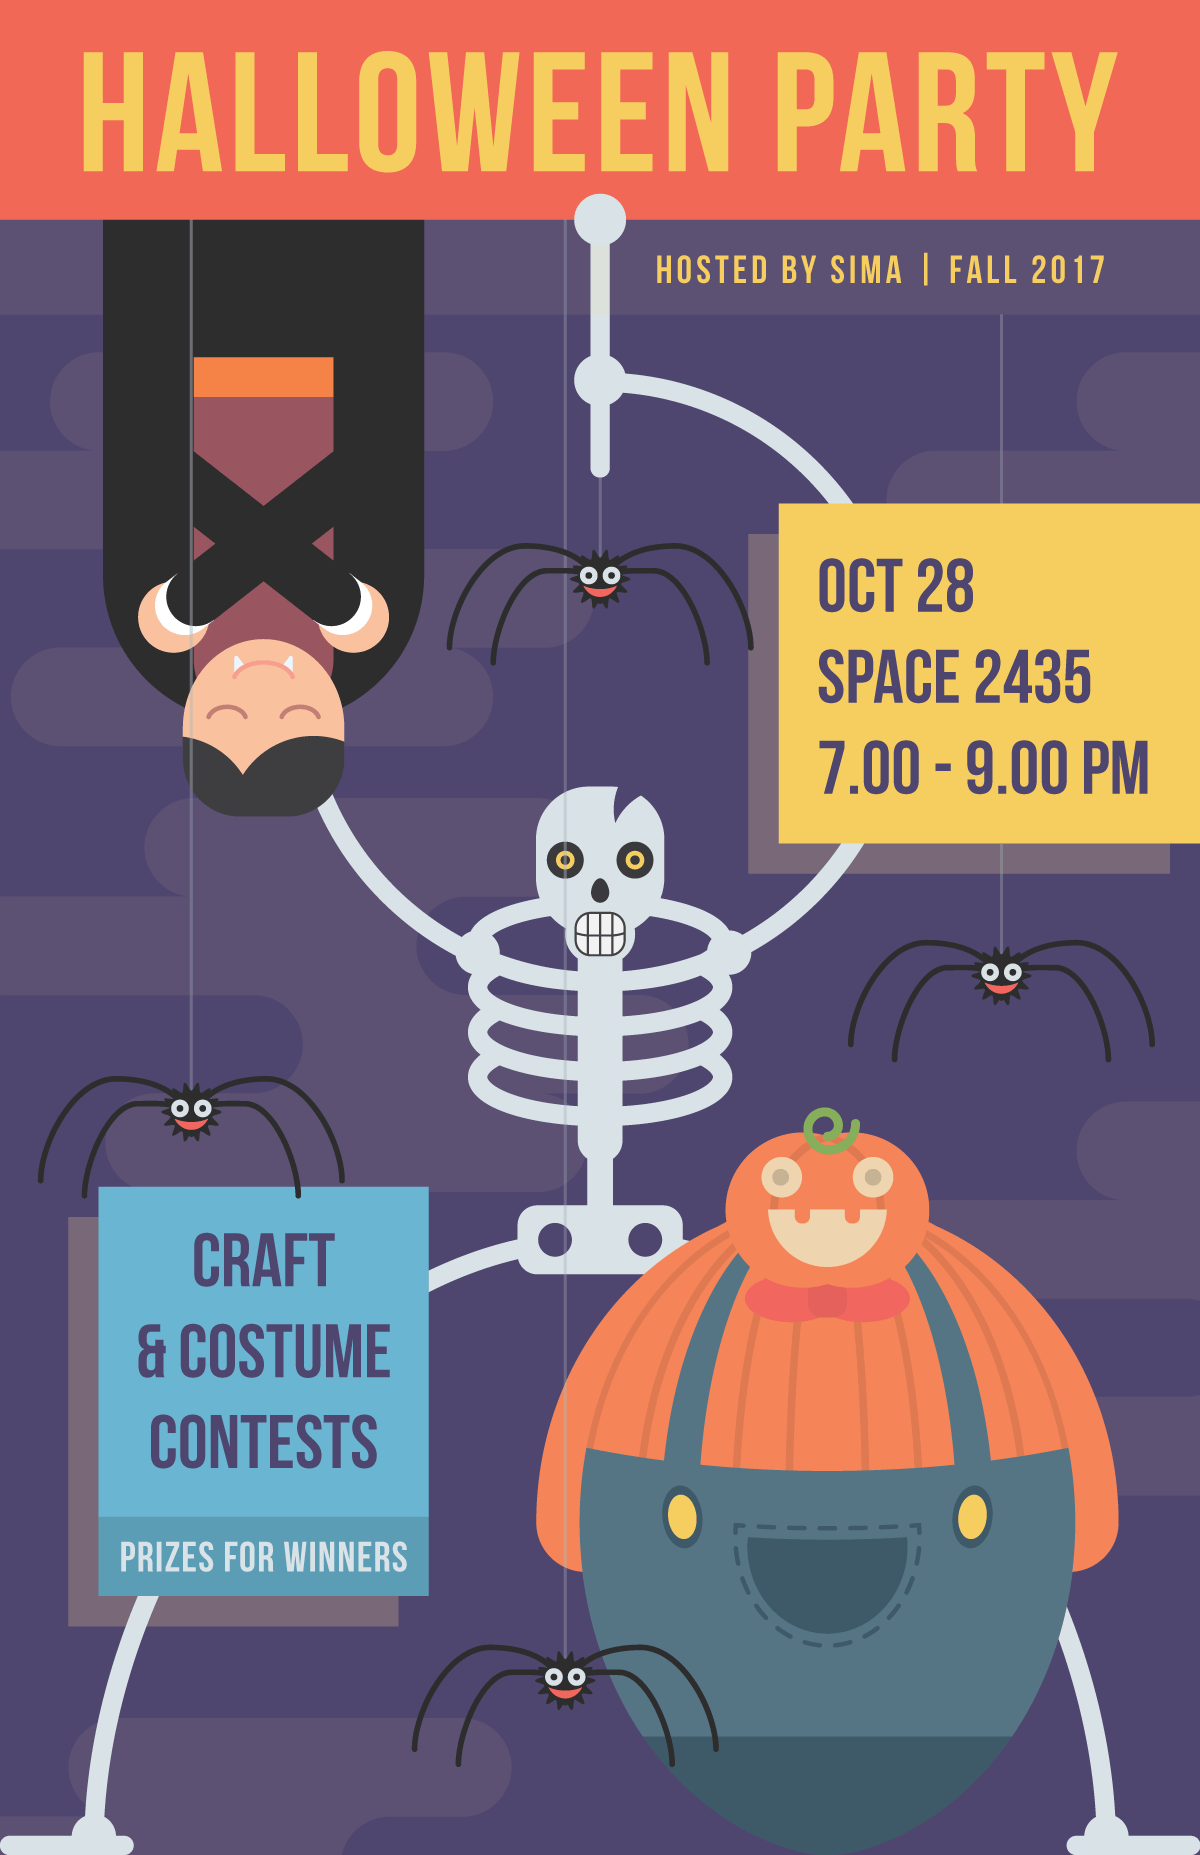 HALLOWEEN PARTY
HOSTED BY SIMA | FALL 2017
OCT 28
SPACE 2435
7.00 - 9.00 PM
CRAFT
& COSTUME
CONTESTS
PRIZES FOR WINNERS